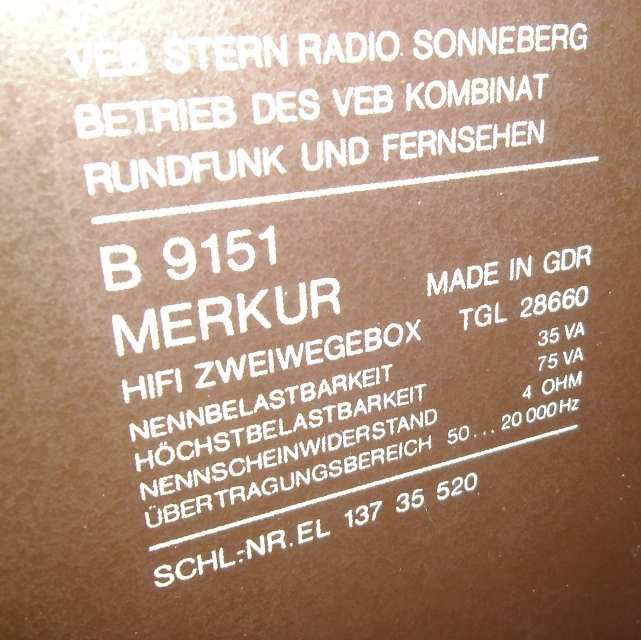 VEB STERN RADIO SONNEBERG
BETRIEB DES VEB KOMBINAT
RUNDFUNK UND FERNSEHEN
B 9151
MERKUR MADE IN GDR
HIFI ZWEIWEGEBOX TGL 28660
NENNBELASTBARKEIT 35 VA
HÖCHSTBELASTBARKEIT 75 VA
NENNSCHEINWIDERSTAND 4 OHM
ÜBERTRAGUNGSBEREICH 50... 20 000 Hz
SCHL.-NR. EL 137 35 520